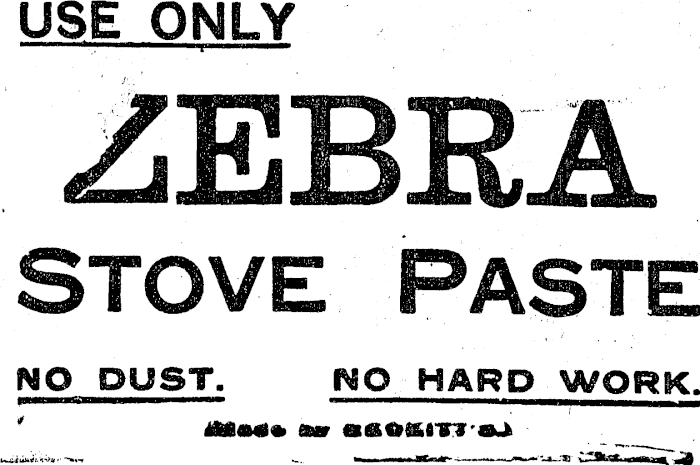 USE ONLY
ZEBRA
STOVE PASTE
NO DUST. NO HARD WORK.